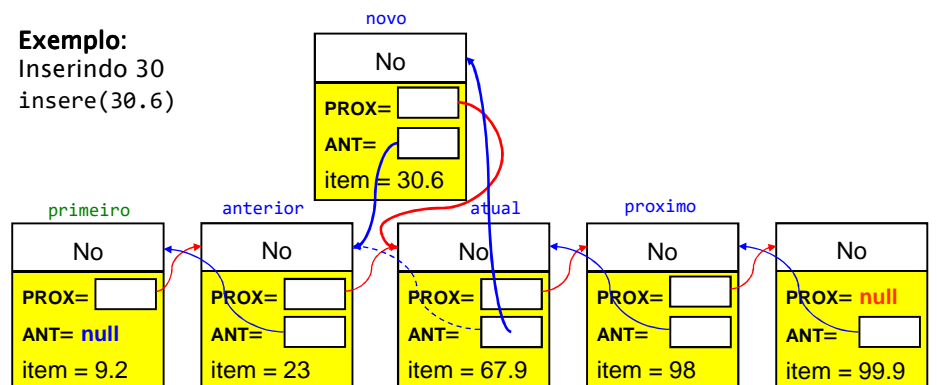 novo
Exemplo:
Inserindo 30
insere(30.6)
No
PROX=
ANT=
item = 30.6
primeiro
anterior
atual
proximo
No
PROX=
ANT= null
item = 9.2
No
PROX=
ANT=
item = 23
No
PROX=
ANT=
item = 67.9
No
PROX=
ANT=
item = 98
No
PROX= null
ANT=
item = 99.9